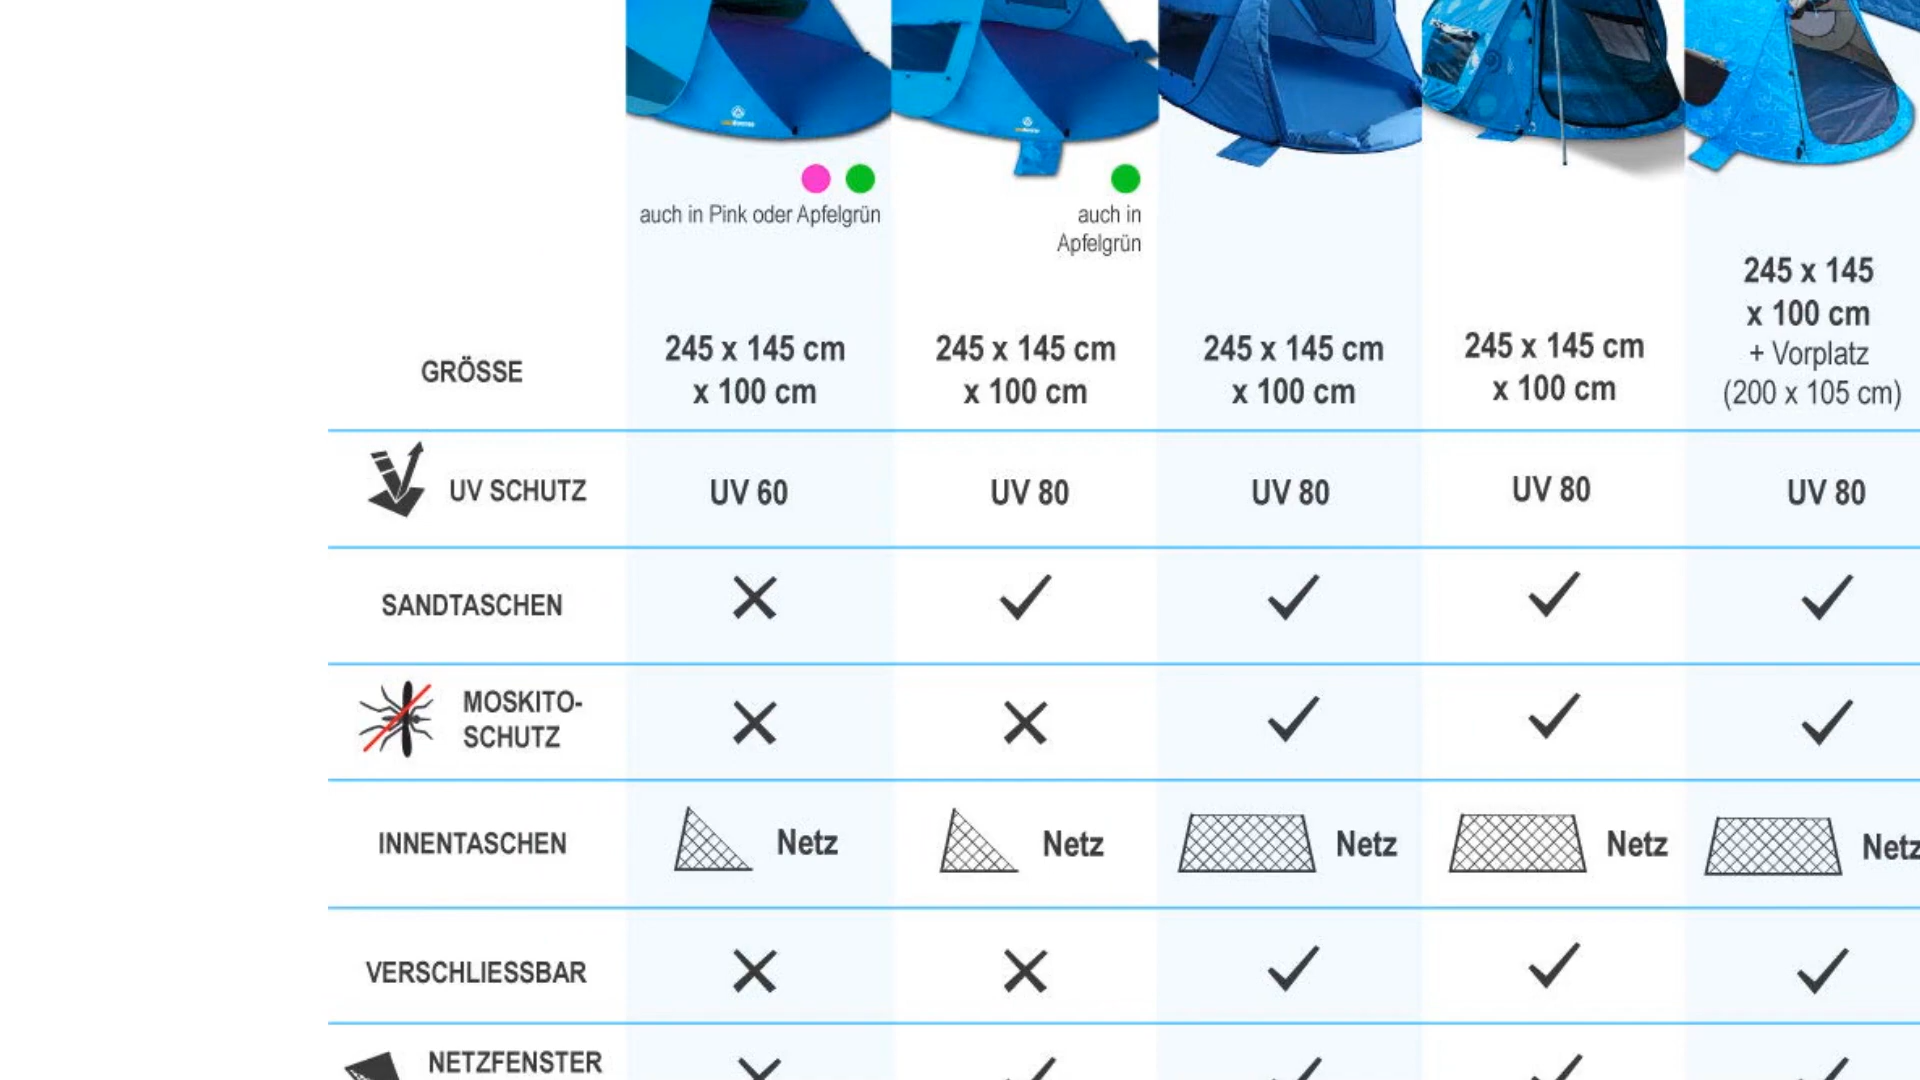 auch in Pink oder Apfelgrün
auch in
Apfelgrün
GRÖSSE
245 x 145 cm
x 100 cm
245 x 145 cm
x 100 cm
245 x 145 cm
x 100 cm
245 x 145 cm
x 100 cm
245 x 145
x 100 cm
+ Vorplatz
(200 x 105 cm)
UV SCHUTZ
UV 60
UV 80
UV 80
UV 80
UV 80
SANDTASCHEN
MOSKITO-
SCHUTZ
INNENTASCHEN
Netz
Netz
Netz
Netz
Netz
VERSCHLIESSBAR
NETZFENSTER